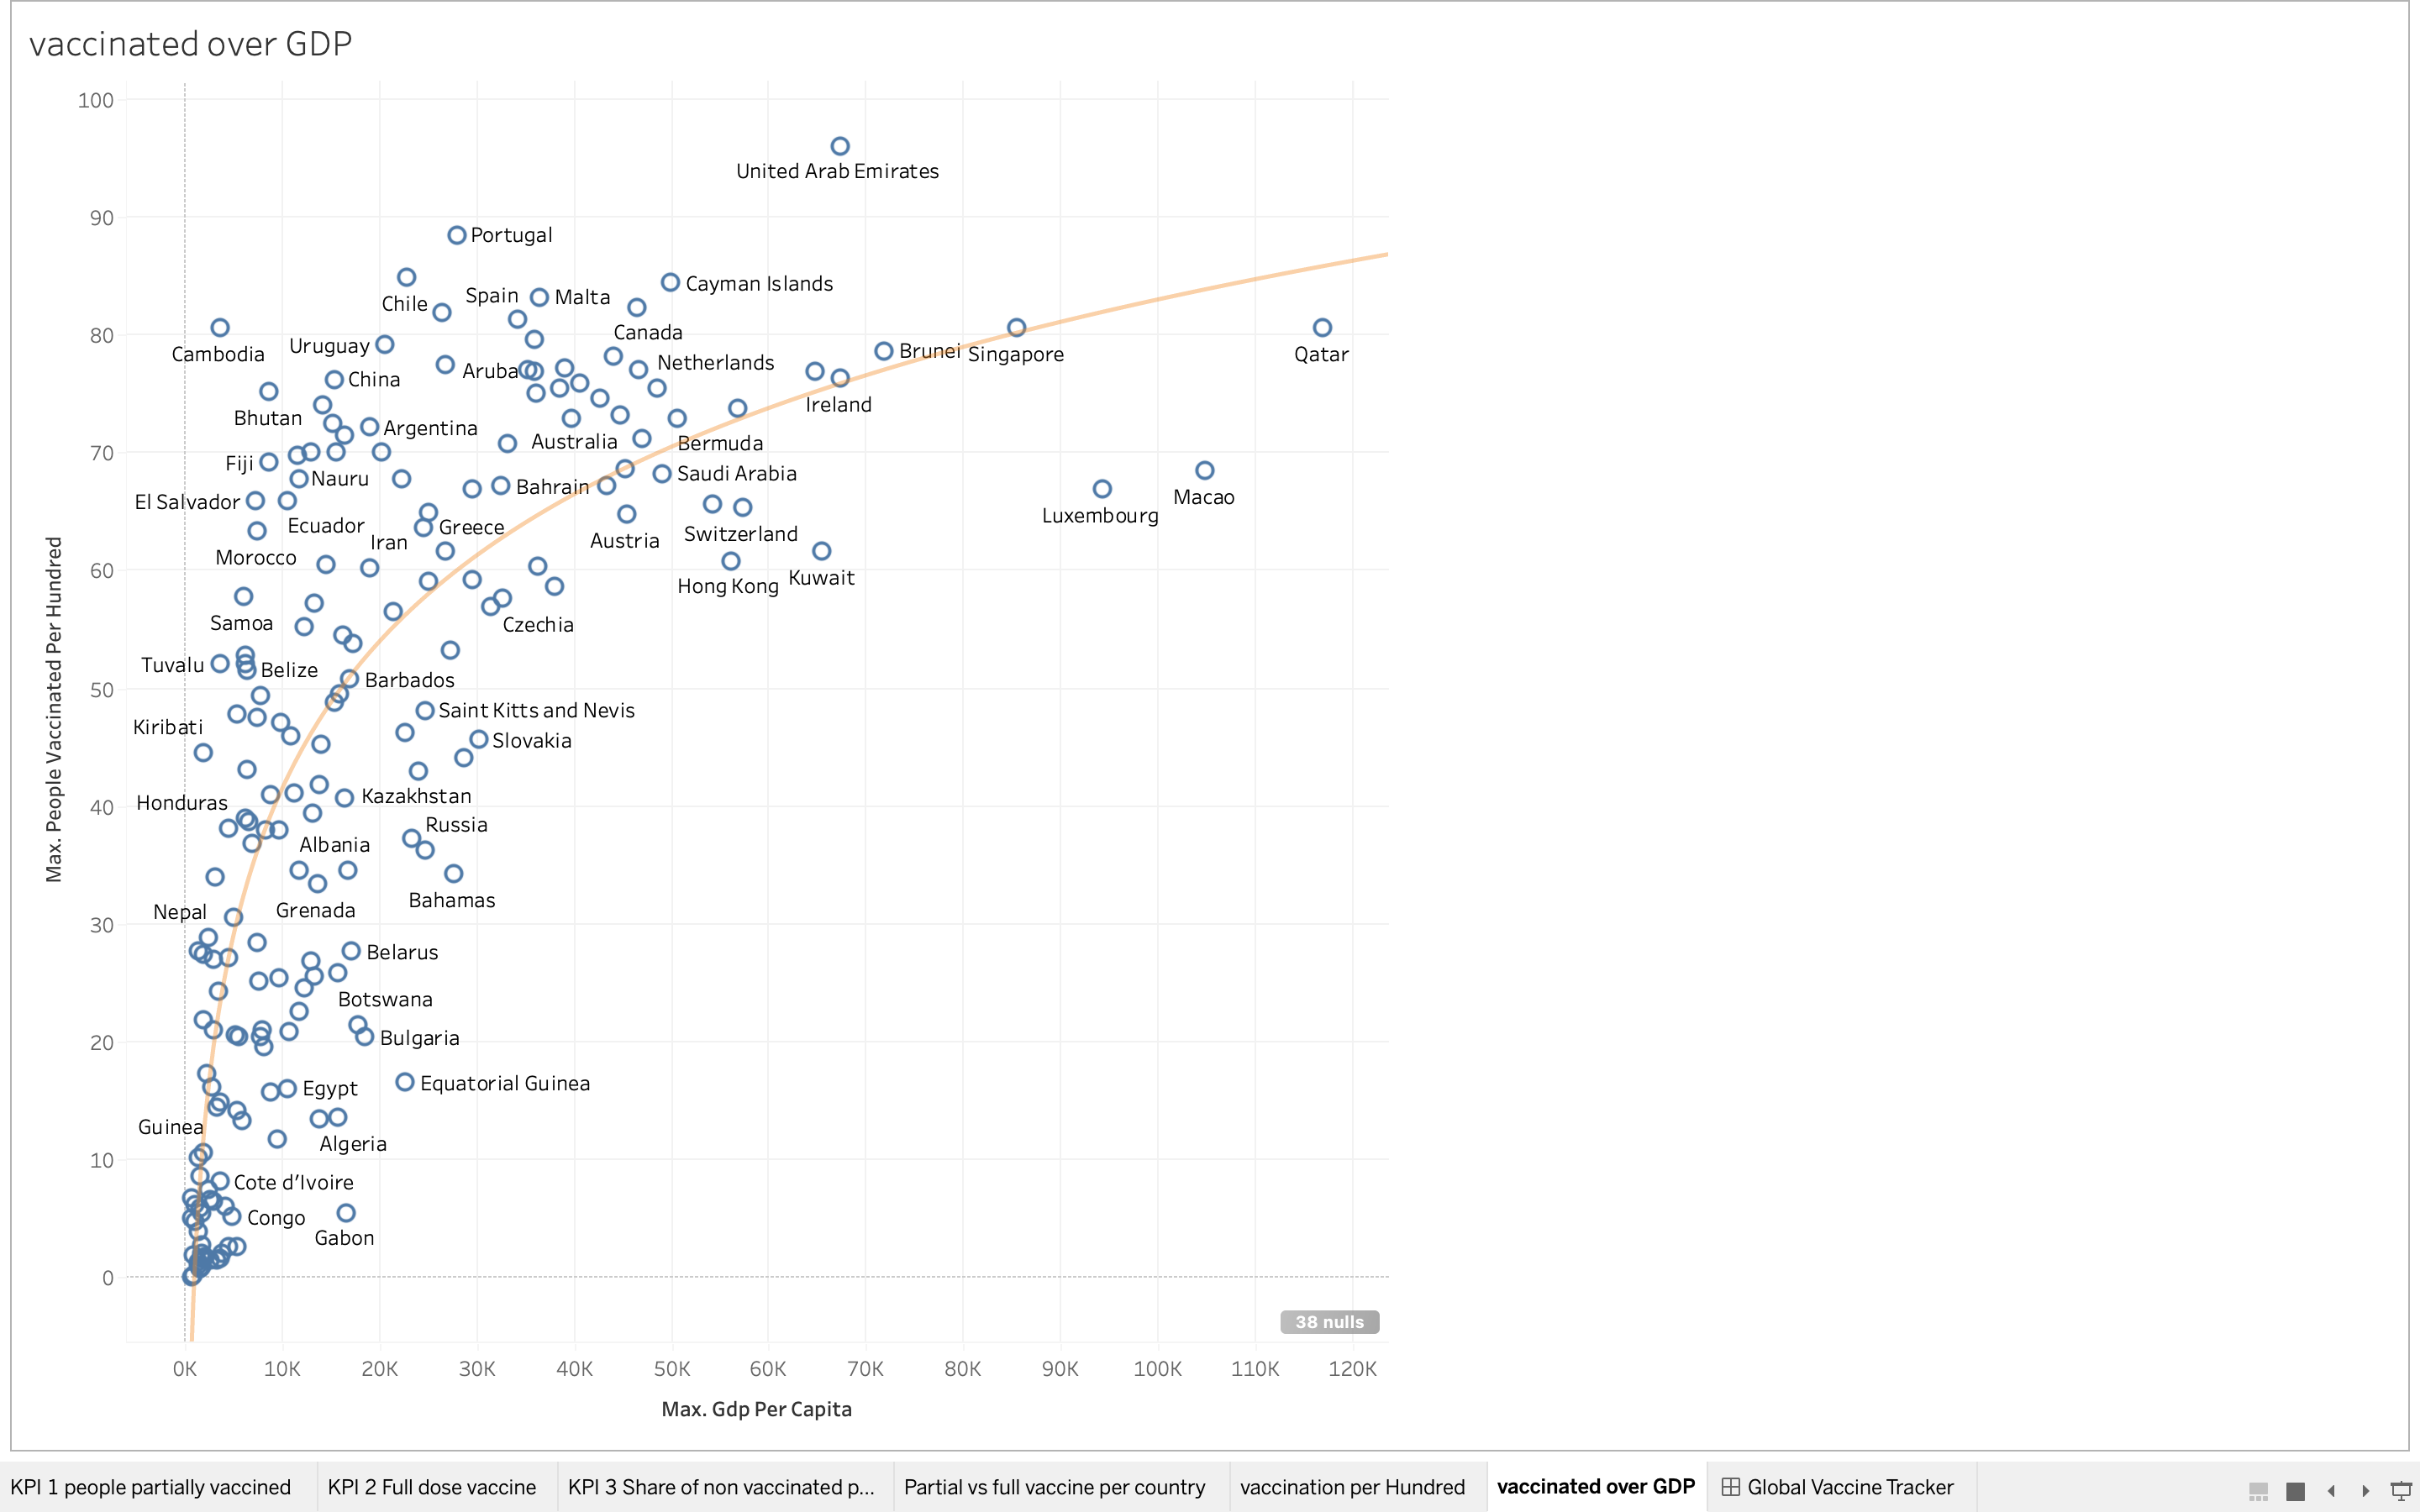 vaccinated over GDP
100
United Arab Emirates
90
Portugal
Cayman Islands
Spain
Malta
Chile
80
Canada
Uruguay
Cambodia
Brunei
Singapore
Qatar
Netherlands
Aruba
China
Ireland
Bhutan
Argentina
Australia
Bermuda
70
Fiji
Saudi Arabia
Nauru
Bahrain
Macao
El Salvador
Luxembourg
Ecuador
Greece
Switzerland
Iran
Austria
Morocco
60
Kuwait
Hong Kong
Samoa
Czechia
Tuvalu
Belize
Barbados
50
Saint Kitts and Nevis
Kiribati
Slovakia
Kazakhstan
Honduras
40
Russia
Albania
Bahamas
Nepal
Grenada
30
Belarus
Botswana
20
Bulgaria
Equatorial Guinea
Egypt
Guinea
Algeria
10
Cote d’Ivoire
Congo
Gabon
0
38 nulls
Max. People Vaccinated Per Hundred
0K 10K 20K 30K 40K 50K 60K 70K 80K 90K 100K 110K 120K
Max. Gdp Per Capita
KPI 1 people partially vaccined
KPI 2 Full dose vaccine
KPI 3 Share of non vaccinated p...
Partial vs full vaccine per country
vaccination per Hundred
vaccinated over GDP
Global Vaccine Tracker